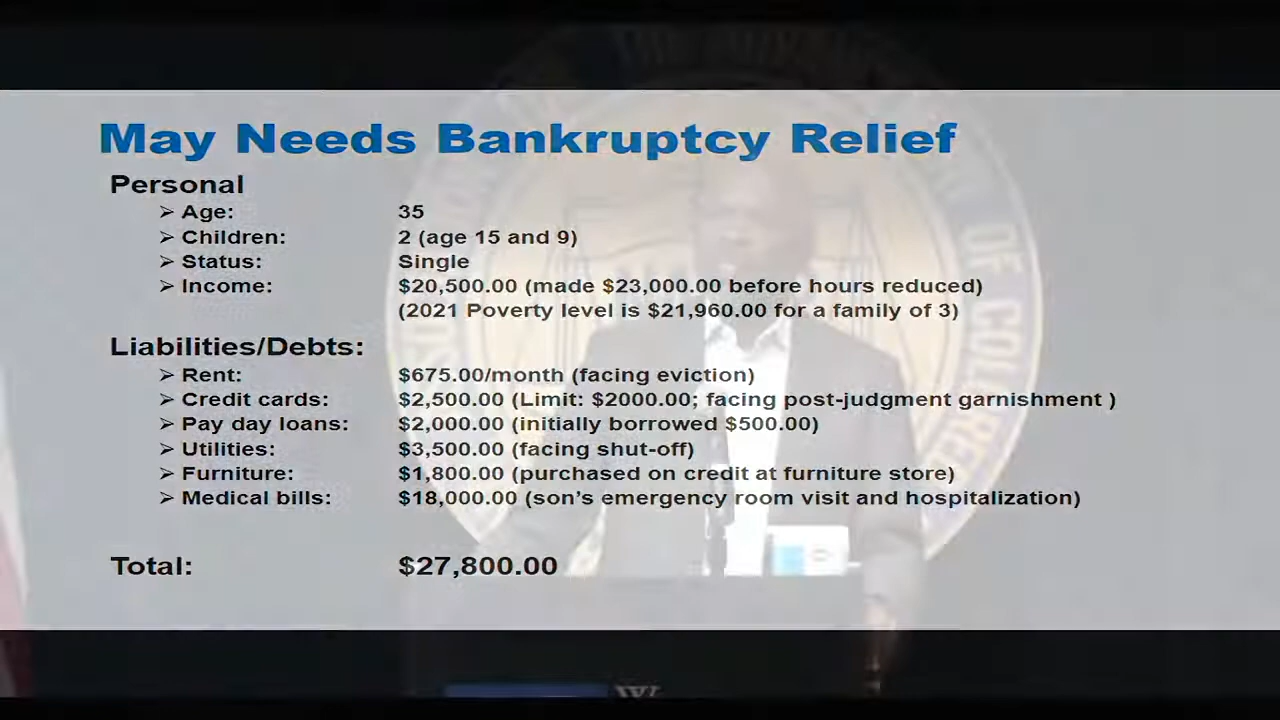 May Needs Bankruptcy Relief
Personal
➢ Age: 35
➢ Children: 2 (age 15 and 9)
➢ Status: Single
➢ Income: $20,500.00 (made $23,000.00 before hours reduced)
(2021 Poverty level is $21,960.00 for a family of 3)
Liabilities/Debts:
➢ Rent: $675.00/month (facing eviction)
➢ Credit cards: $2,500.00 (Limit: $2000.00; facing post-judgment garnishment )
➢ Pay day loans: $2,000.00 (initially borrowed $500.00)
➢ Utilities: $3,500.00 (facing shut-off)
➢ Furniture: $1,800.00 (purchased on credit at furniture store)
➢ Medical bills: $18,000.00 (son's emergency room visit and hospitalization)
Total: $27,800.00
OF COLORED
W